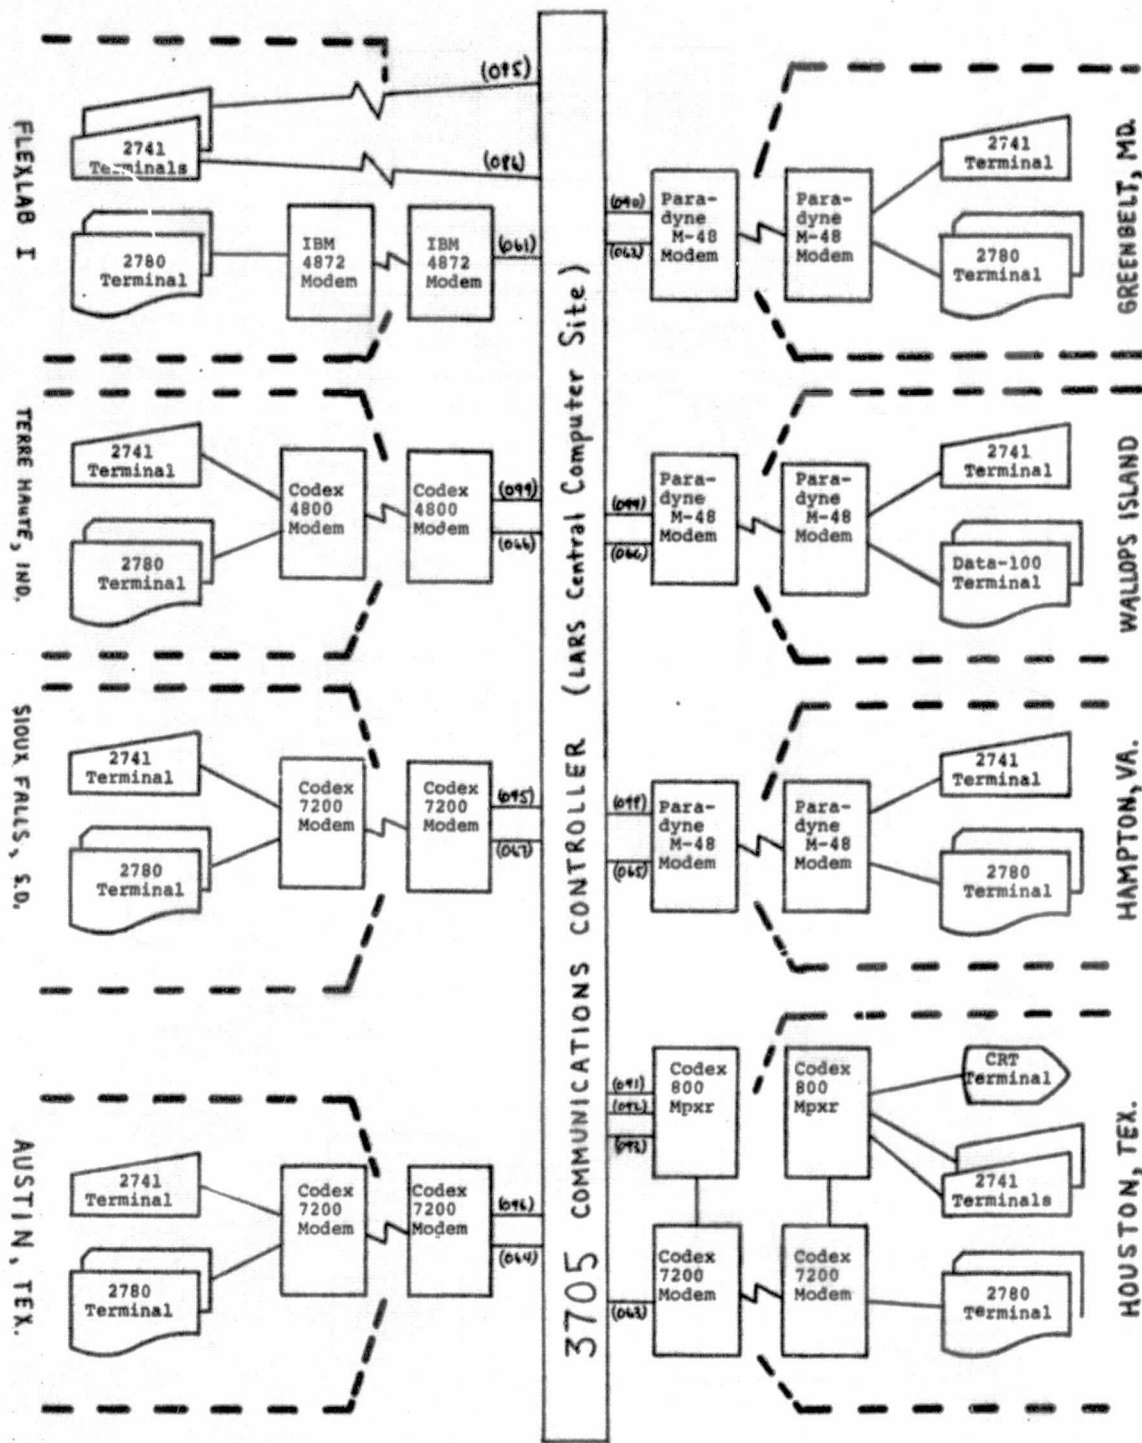 FLEXLAB I
2741
Terminals
2780
Terminal
IBM
4872
Modem
IBM
4872
Modem
(061)
TERRE HAUTE, IND.
2741
Terminal
2780
Terminal
Codex
4800
Modem
Codex
4800
Modem
(066)
SIOUX FALLS, S.D.
2741
Terminal
2780
Terminal
Codex
7200
Modem
Codex
7200
Modem
(095)
(067)
AUSTIN, TEX.
2741
Terminal
2780
Terminal
Codex
7200
Modem
Codex
7200
Modem
(096)
(064)
3705 COMMUNICATIONS CONTROLLER (LARS Central Computer Site)
GREENBELT, MD.
(090)
Para-
dyne
M-48
Modem
Para-
dyne
M-48
Modem
2741
Terminal
2780
Terminal
WALLOPS ISLAND
(060)
Para-
dyne
M-48
Modem
Para-
dyne
M-48
Modem
2741
Terminal
Data-100
Terminal
HAMPTON, VA.
(065)
Para-
dyne
M-48
Modem
Para-
dyne
M-48
Modem
2741
Terminal
2780
Terminal
HOUSTON, TEX.
(091)
(092)
(093)
Codex
800
Mpxr
Codex
800
Mpxr
CRT
Terminal
2741
Terminals
(063)
Codex
7200
Modem
Codex
7200
Modem
2780
Terminal